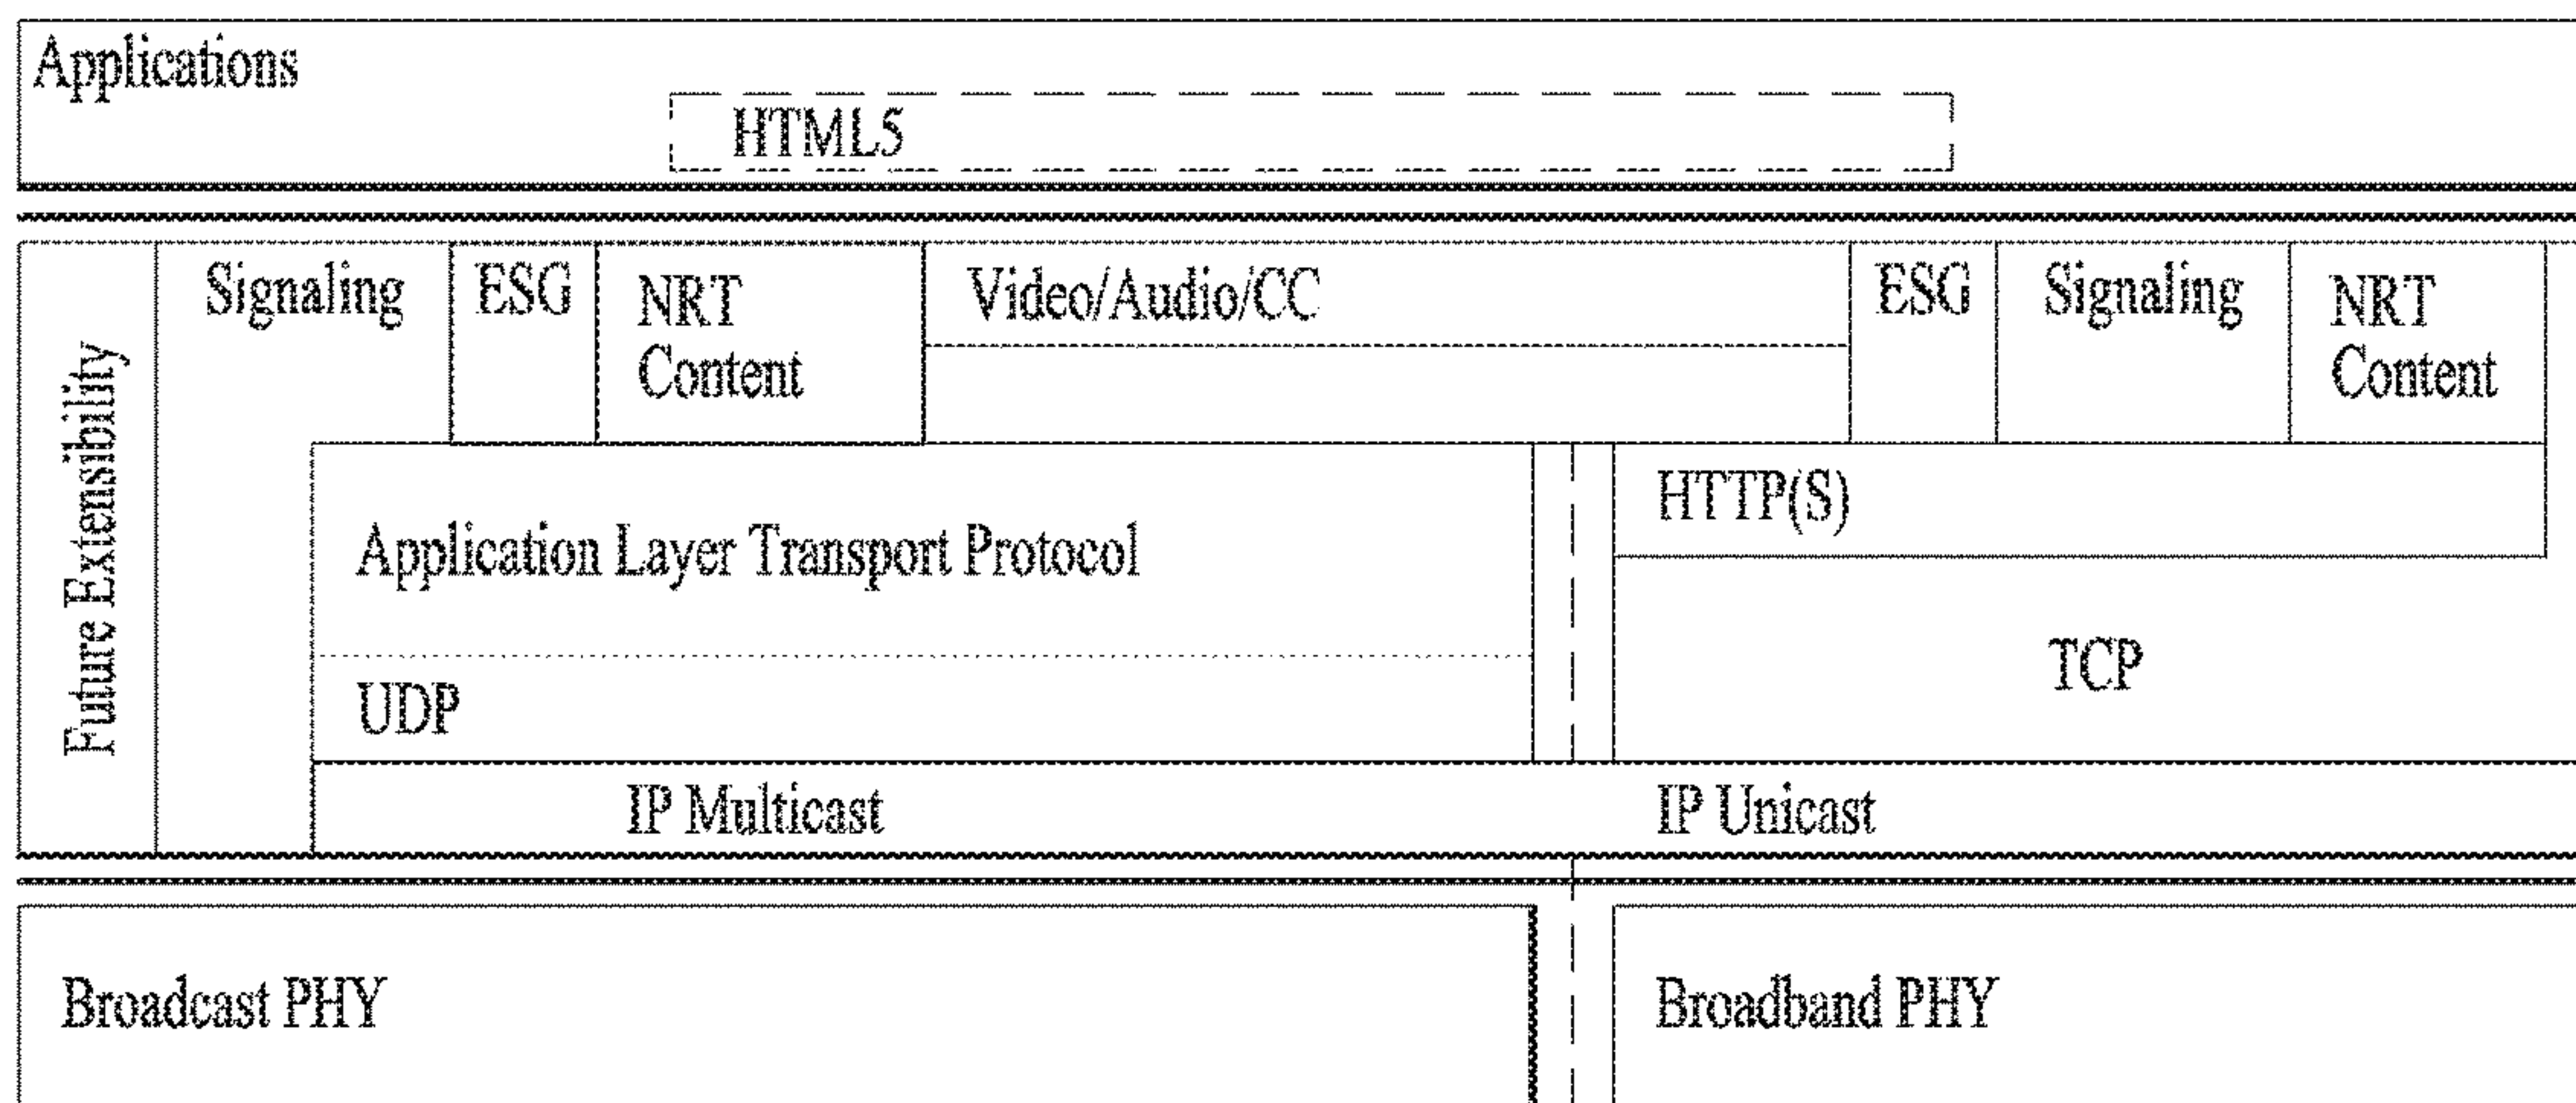 Applications
HTML5
Future Extensibility
Signaling
ESG
NRT
Content
Video/Audio/CC
ESG
Signaling
NRT
Content
Application Layer Transport Protocol
HTTP(S)
UDP
TCP
IP Multicast
IP Unicast
Broadcast PHY
Broadband PHY